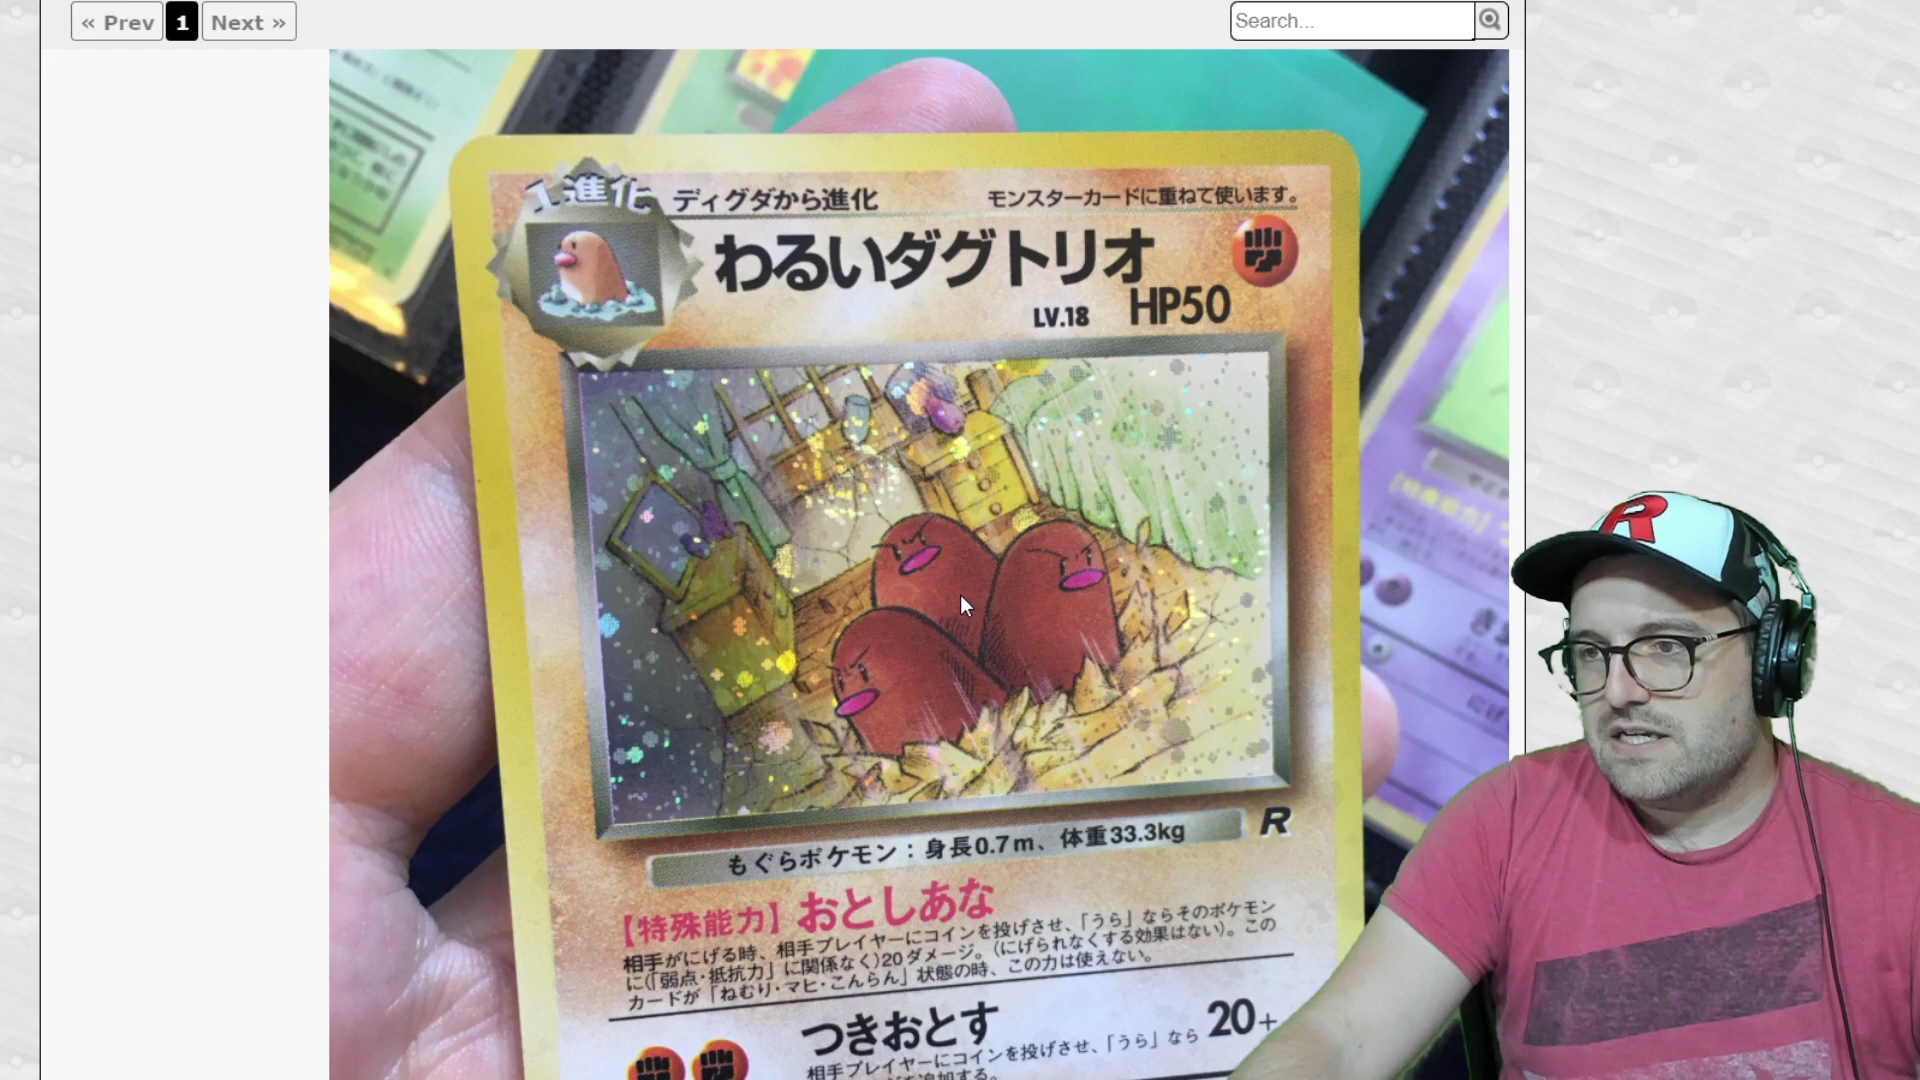 « Prev 1 Next »
Search...
1進化 ディグダから進化 モンスターカードに重ねて使います。
わるいダグトリオ
LV.18 HP50
もぐらポケモン：身長0.7m、体重33.3kg
R
【特殊能力】おとしあな
相手がにげる時、相手プレイヤーにコインを投げさせ、「うら」ならそのポケモン
に(「弱点・抵抗力」に関係なく)20ダメージ。(にげられなくする効果はない)。この
カードが「ねむり・マヒ・こんらん」状態の時、この力は使えない。
つきおとす 20+
相手プレイヤーにコインを投げさせ、「うら」なら
を追加する。
R